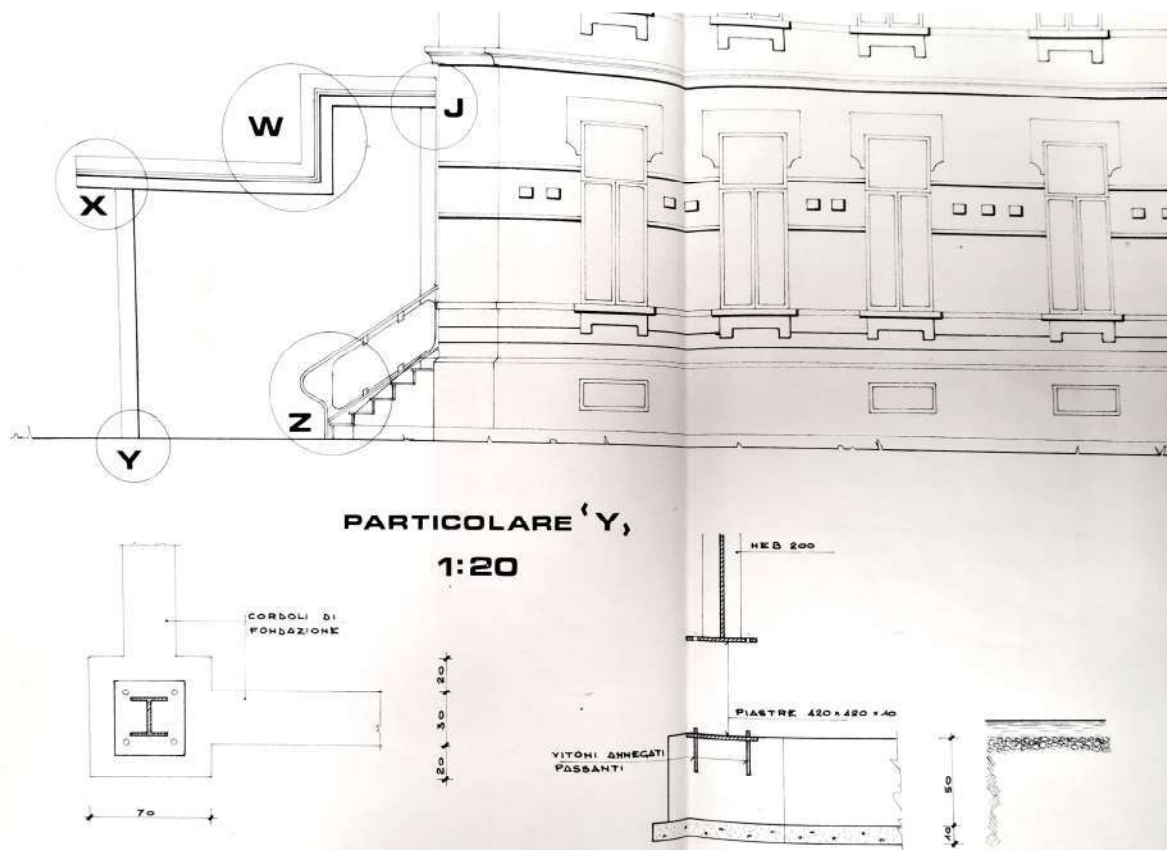 W
J
X
Z
Y
PARTICOLARE 'Y,
1:20
HEB 200
CORDOLI DI
FONDAZIONE
20
30
20
PIASTRE 420 x 420 x 10
VITONI ANNEGATI
PASSANTI
50
10
70